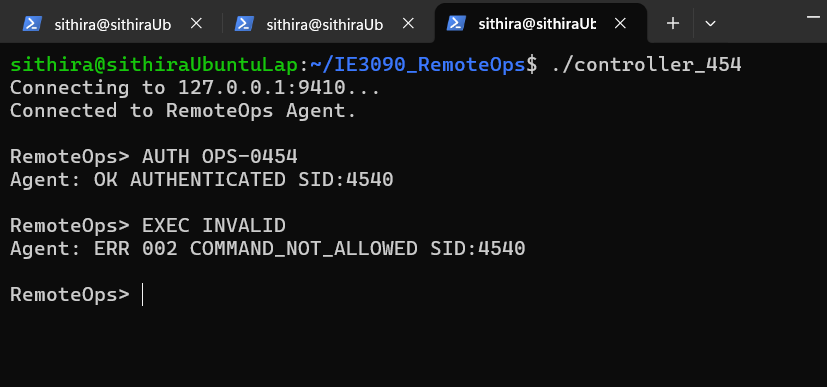 sithira@sithiraUb
sithira@sithiraUb
sithira@sithiraUb
sithira@sithiraUbuntuLap:~/IE3090_RemoteOps$ ./controller_454
Connecting to 127.0.0.1:9410...
Connected to RemoteOps Agent.
RemoteOps> AUTH OPS-0454
Agent: OK AUTHENTICATED SID:4540
RemoteOps> EXEC INVALID
Agent: ERR 002 COMMAND_NOT_ALLOWED SID:4540
RemoteOps>